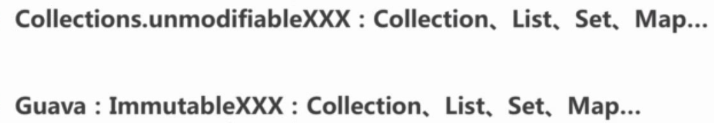 Collections.unmodifiableXXX：Collection、List、Set、Map...
Guava：ImmutableXXX：Collection、List、Set、Map...